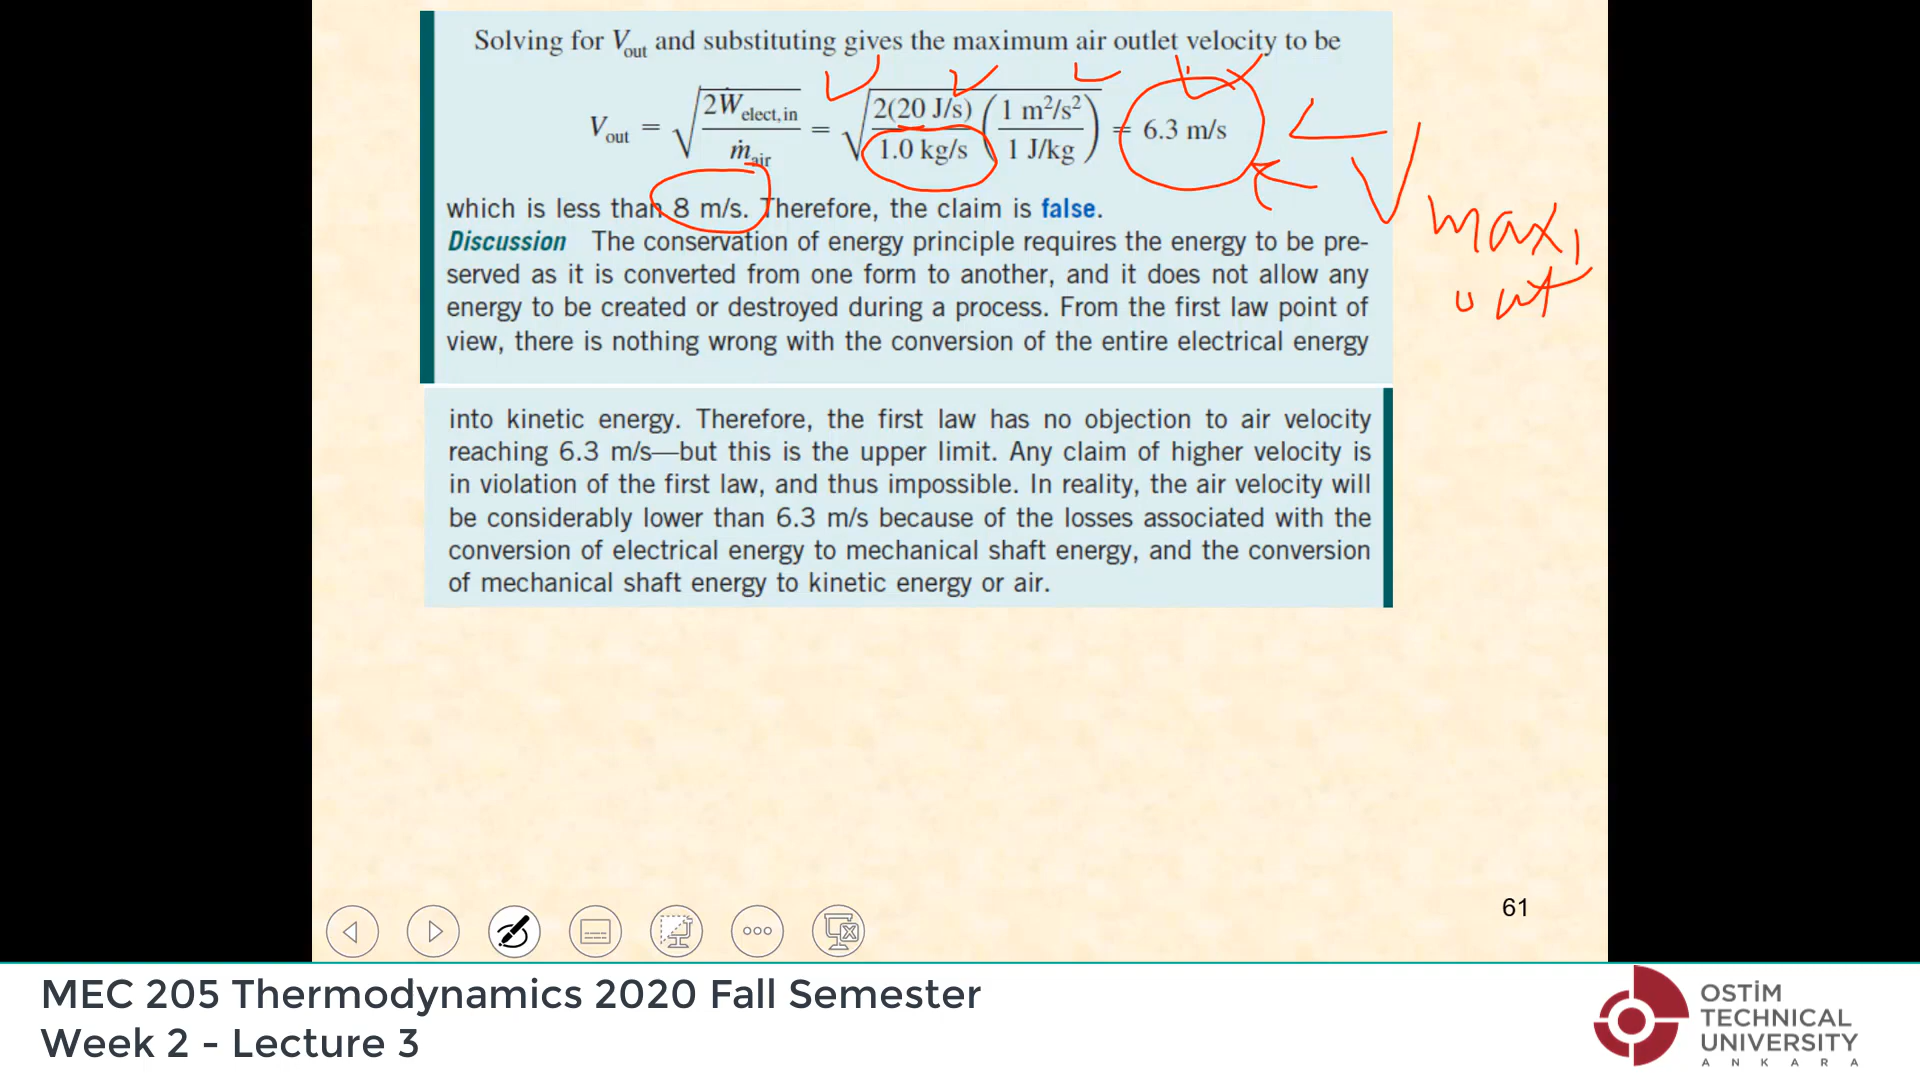 Solving for Vout and substituting gives the maximum air outlet velocity to be
Vout = √(2Ẇelect,in / ṁair) = √(2(20 J/s) / 1.0 kg/s (1 m²/s² / 1 J/kg)) = 6.3 m/s
which is less than 8 m/s. Therefore, the claim is false.
Discussion The conservation of energy principle requires the energy to be pre-
served as it is converted from one form to another, and it does not allow any
energy to be created or destroyed during a process. From the first law point of
view, there is nothing wrong with the conversion of the entire electrical energy
V max,
out
into kinetic energy. Therefore, the first law has no objection to air velocity
reaching 6.3 m/s—but this is the upper limit. Any claim of higher velocity is
in violation of the first law, and thus impossible. In reality, the air velocity will
be considerably lower than 6.3 m/s because of the losses associated with the
conversion of electrical energy to mechanical shaft energy, and the conversion
of mechanical shaft energy to kinetic energy or air.
61
MEC 205 Thermodynamics 2020 Fall Semester
Week 2 - Lecture 3
OSTİM
TECHNICAL
UNIVERSITY
ANKARA